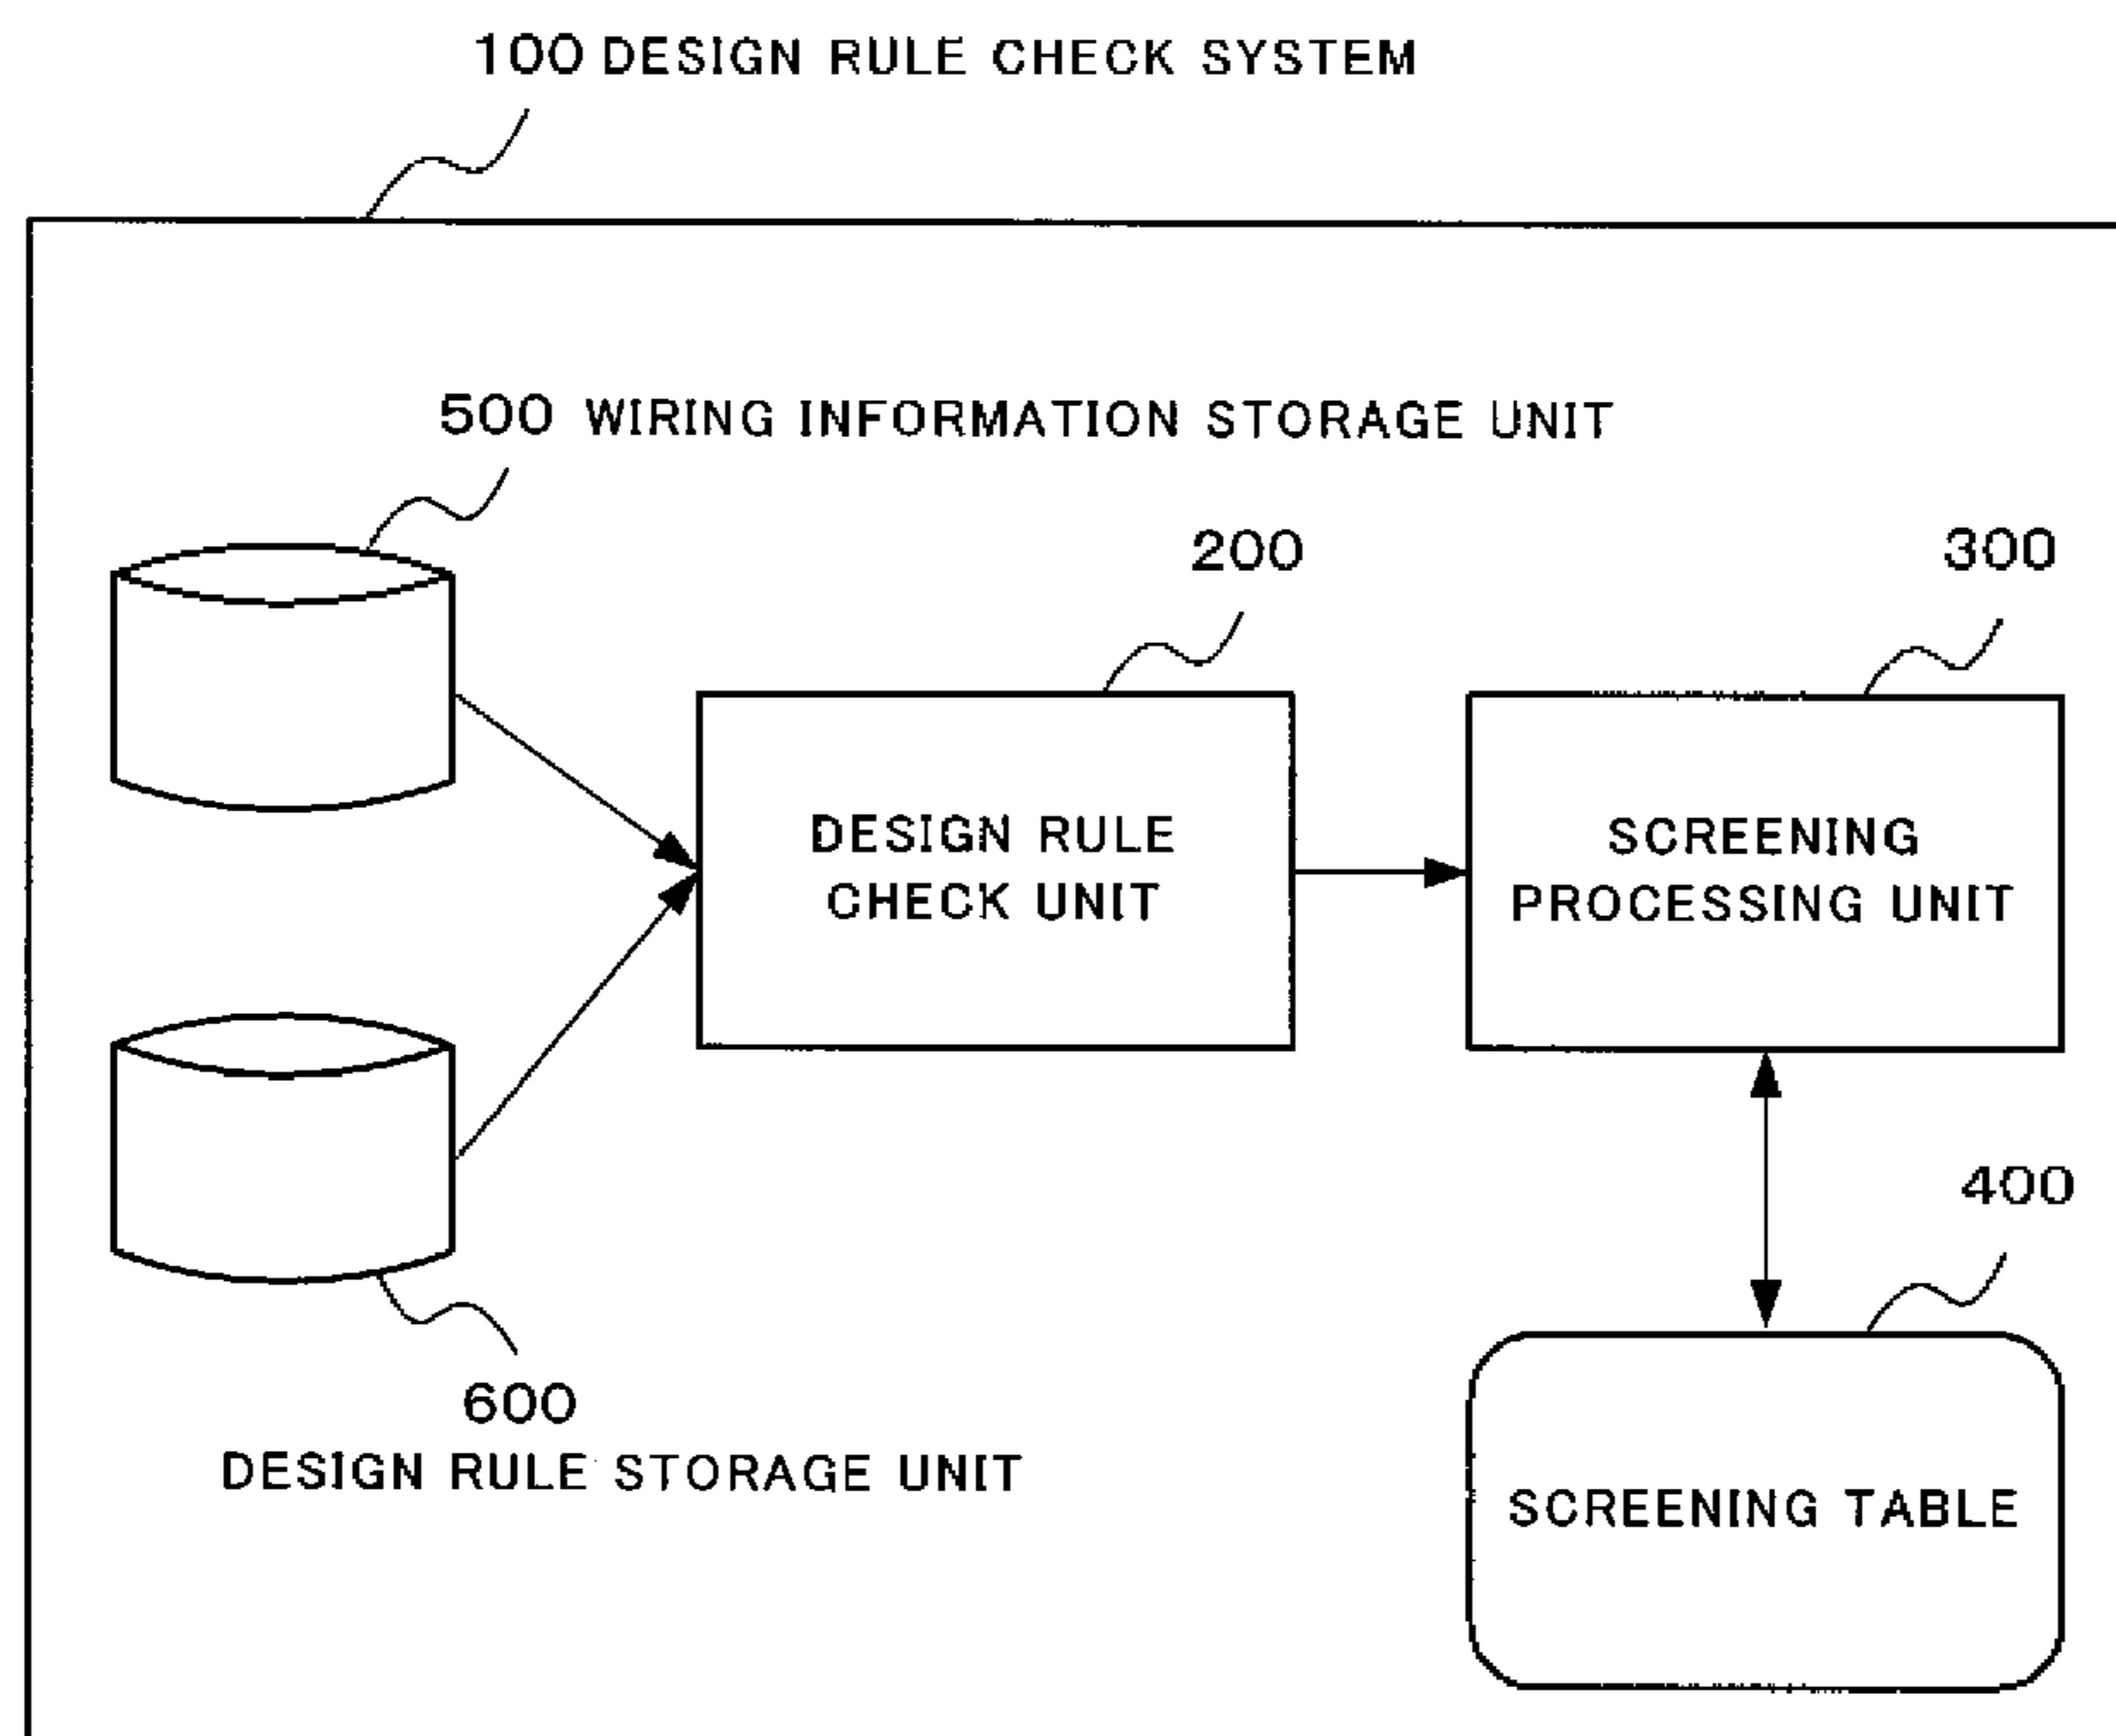 100 DESIGN RULE CHECK SYSTEM
500 WIRING INFORMATION STORAGE UNIT
200
300
DESIGN RULE
CHECK UNIT
SCREENING
PROCESSING UNIT
400
600
DESIGN RULE STORAGE UNIT
SCREENING TABLE